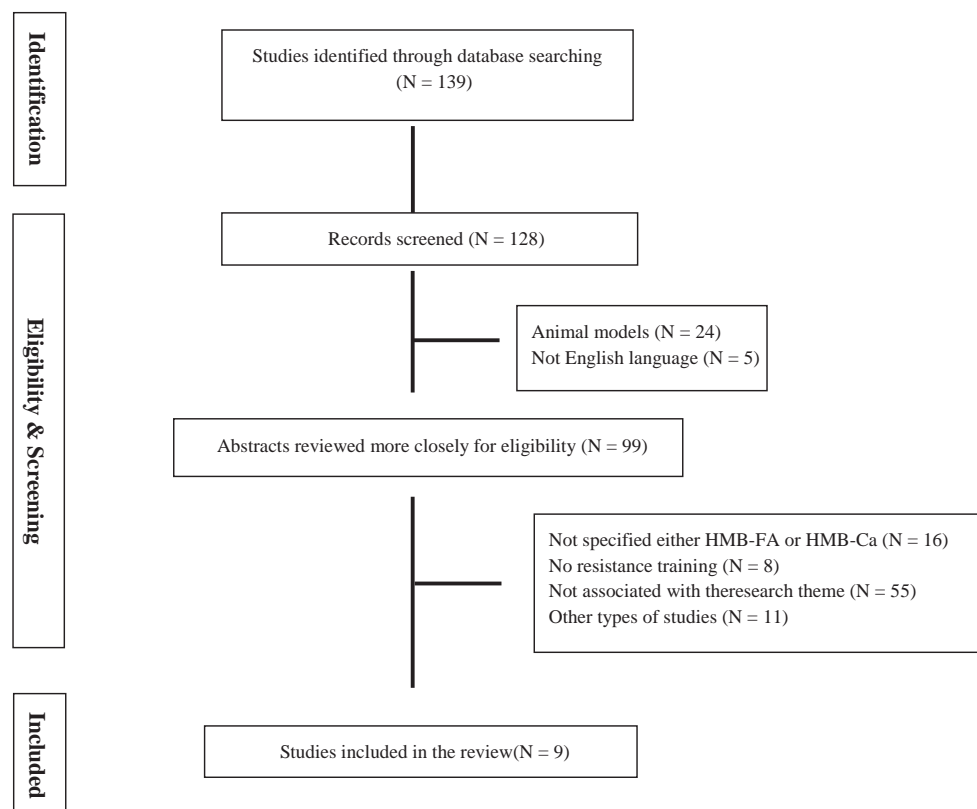 Identification
Studies identified through database searching
(N = 139)
Eligibility & Screening
Records screened (N = 128)
Animal models (N = 24)
Not English language (N = 5)
Abstracts reviewed more closely for eligibility (N = 99)
Not specified either HMB-FA or HMB-Ca (N = 16)
No resistance training (N = 8)
Not associated with theresearch theme (N = 55)
Other types of studies (N = 11)
Included
Studies included in the review(N = 9)